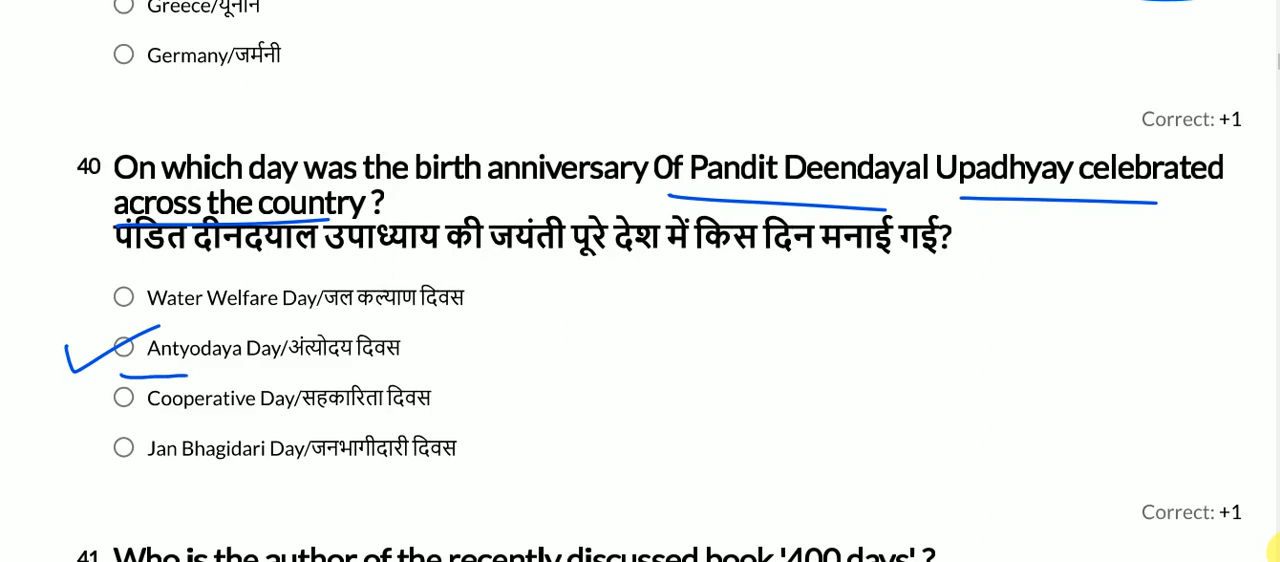 Greece/यूनान
Germany/जर्मनी
Correct: +1
40 On which day was the birth anniversary Of Pandit Deendayal Upadhyay celebrated
across the country ?
पंडित दीनदयाल उपाध्याय की जयंती पूरे देश में किस दिन मनाई गई?
Water Welfare Day/जल कल्याण दिवस
Antyodaya Day/अंत्योदय दिवस
Cooperative Day/सहकारिता दिवस
Jan Bhagidari Day/जनभागीदारी दिवस
Correct: +1
41 Who is the author of the recently discussed book '400 days' ?